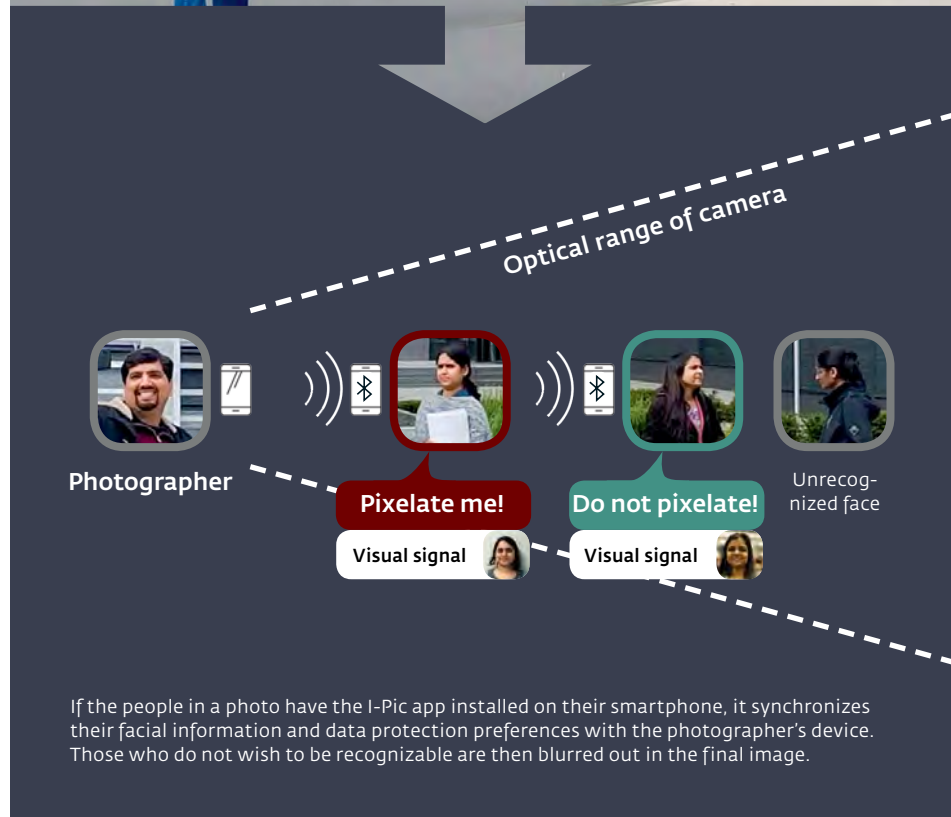 Optical range of camera
Photographer
Pixelate me!
Do not pixelate!
Unrecog-
nized face
Visual signal
Visual signal
If the people in a photo have the I-Pic app installed on their smartphone, it synchronizes
their facial information and data protection preferences with the photographer’s device.
Those who do not wish to be recognizable are then blurred out in the final image.